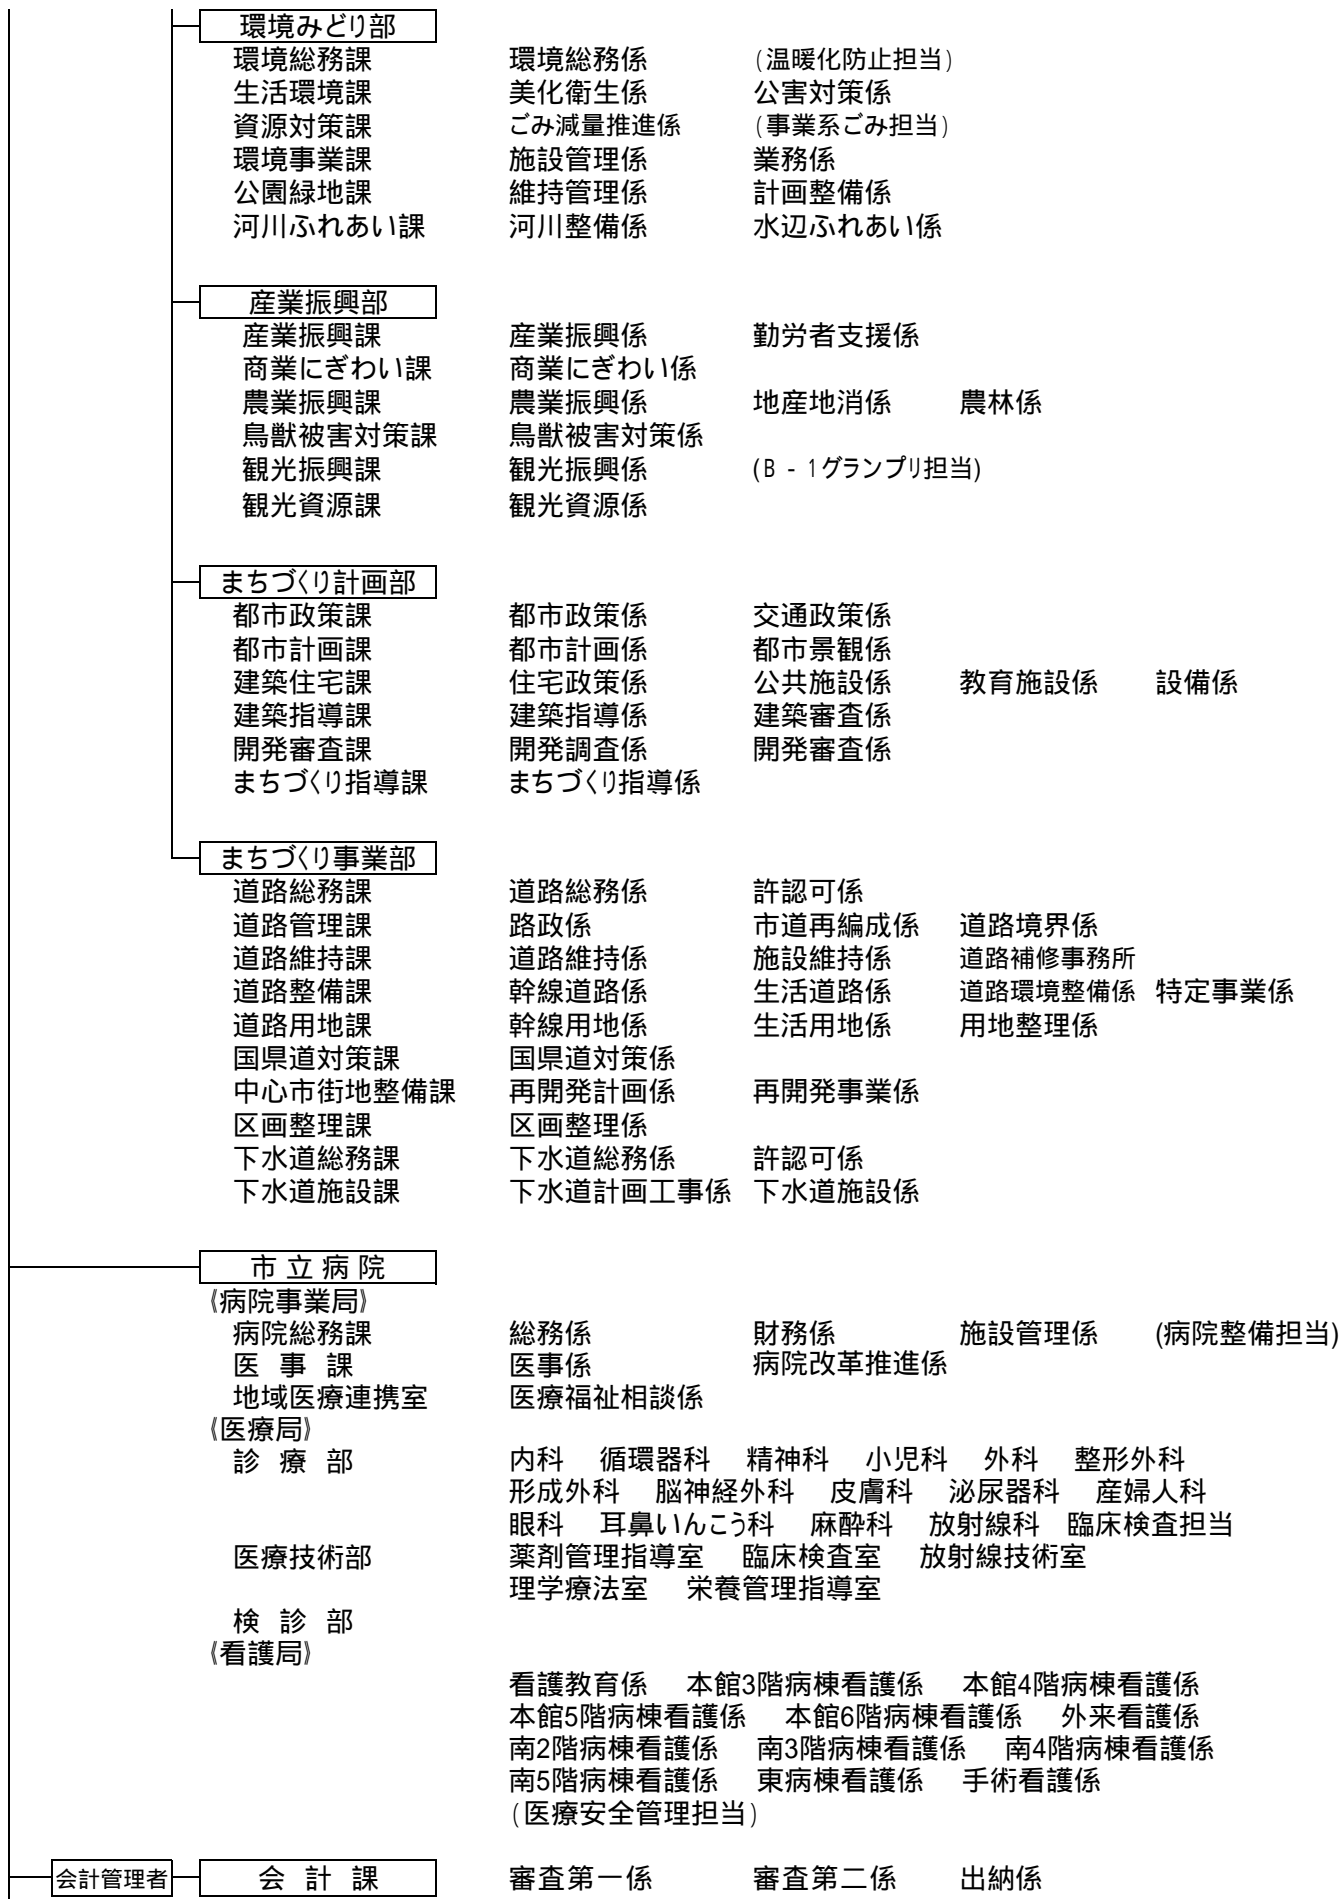 環境みどり部
環境総務課 環境総務係 (温暖化防止担当)
生活環境課 美化衛生係 公害対策係
資源対策課 ごみ減量推進係 (事業系ごみ担当)
環境事業課 施設管理係 業務係
公園緑地課 維持管理係 計画整備係
河川ふれあい課 河川整備係 水辺ふれあい係
産業振興部
産業振興課 産業振興係 勤労者支援係
商業にぎわい課 商業にぎわい係
農業振興課 農業振興係 地産地消係 農林係
鳥獣被害対策課 鳥獣被害対策係
観光振興課 観光振興係 (B - 1グランプリ担当)
観光資源課 観光資源係
まちづくり計画部
都市政策課 都市政策係 交通政策係
都市計画課 都市計画係 都市景観係
建築住宅課 住宅政策係 公共施設係 教育施設係 設備係
建築指導課 建築指導係 建築審査係
開発審査課 開発調査係 開発審査係
まちづくり指導課 まちづくり指導係
まちづくり事業部
道路総務課 道路総務係 許認可係
道路管理課 路政係 市道再編成係 道路境界係
道路維持課 道路維持係 施設維持係 道路補修事務所
道路整備課 幹線道路係 生活道路係 道路環境整備係 特定事業係
道路用地課 幹線用地係 生活用地係 用地整理係
国県道対策課 国県道対策係
中心市街地整備課 再開発計画係 再開発事業係
区画整理課 区画整理係
下水道総務課 下水道総務係 許認可係
下水道施設課 下水道計画工事係 下水道施設係
市 立 病 院
《病院事業局》
病院総務課 総務係 財務係 施設管理係 (病院整備担当)
医 事 課 医事係 病院改革推進係
地域医療連携室 医療福祉相談係
《医療局》
診 療 部 内科 循環器科 精神科 小児科 外科 整形外科
形成外科 脳神経外科 皮膚科 泌尿器科 産婦人科
眼科 耳鼻いんこう科 麻酔科 放射線科 臨床検査担当
医療技術部 薬剤管理指導室 臨床検査室 放射線技術室
理学療法室 栄養管理指導室
検 診 部
《看護局》
看護教育係 本館3階病棟看護係 本館4階病棟看護係
本館5階病棟看護係 本館6階病棟看護係 外来看護係
南2階病棟看護係 南3階病棟看護係 南4階病棟看護係
南5階病棟看護係 東病棟看護係 手術看護係
(医療安全管理担当)
会計管理者 会 計 課 審査第一係 審査第二係 出納係